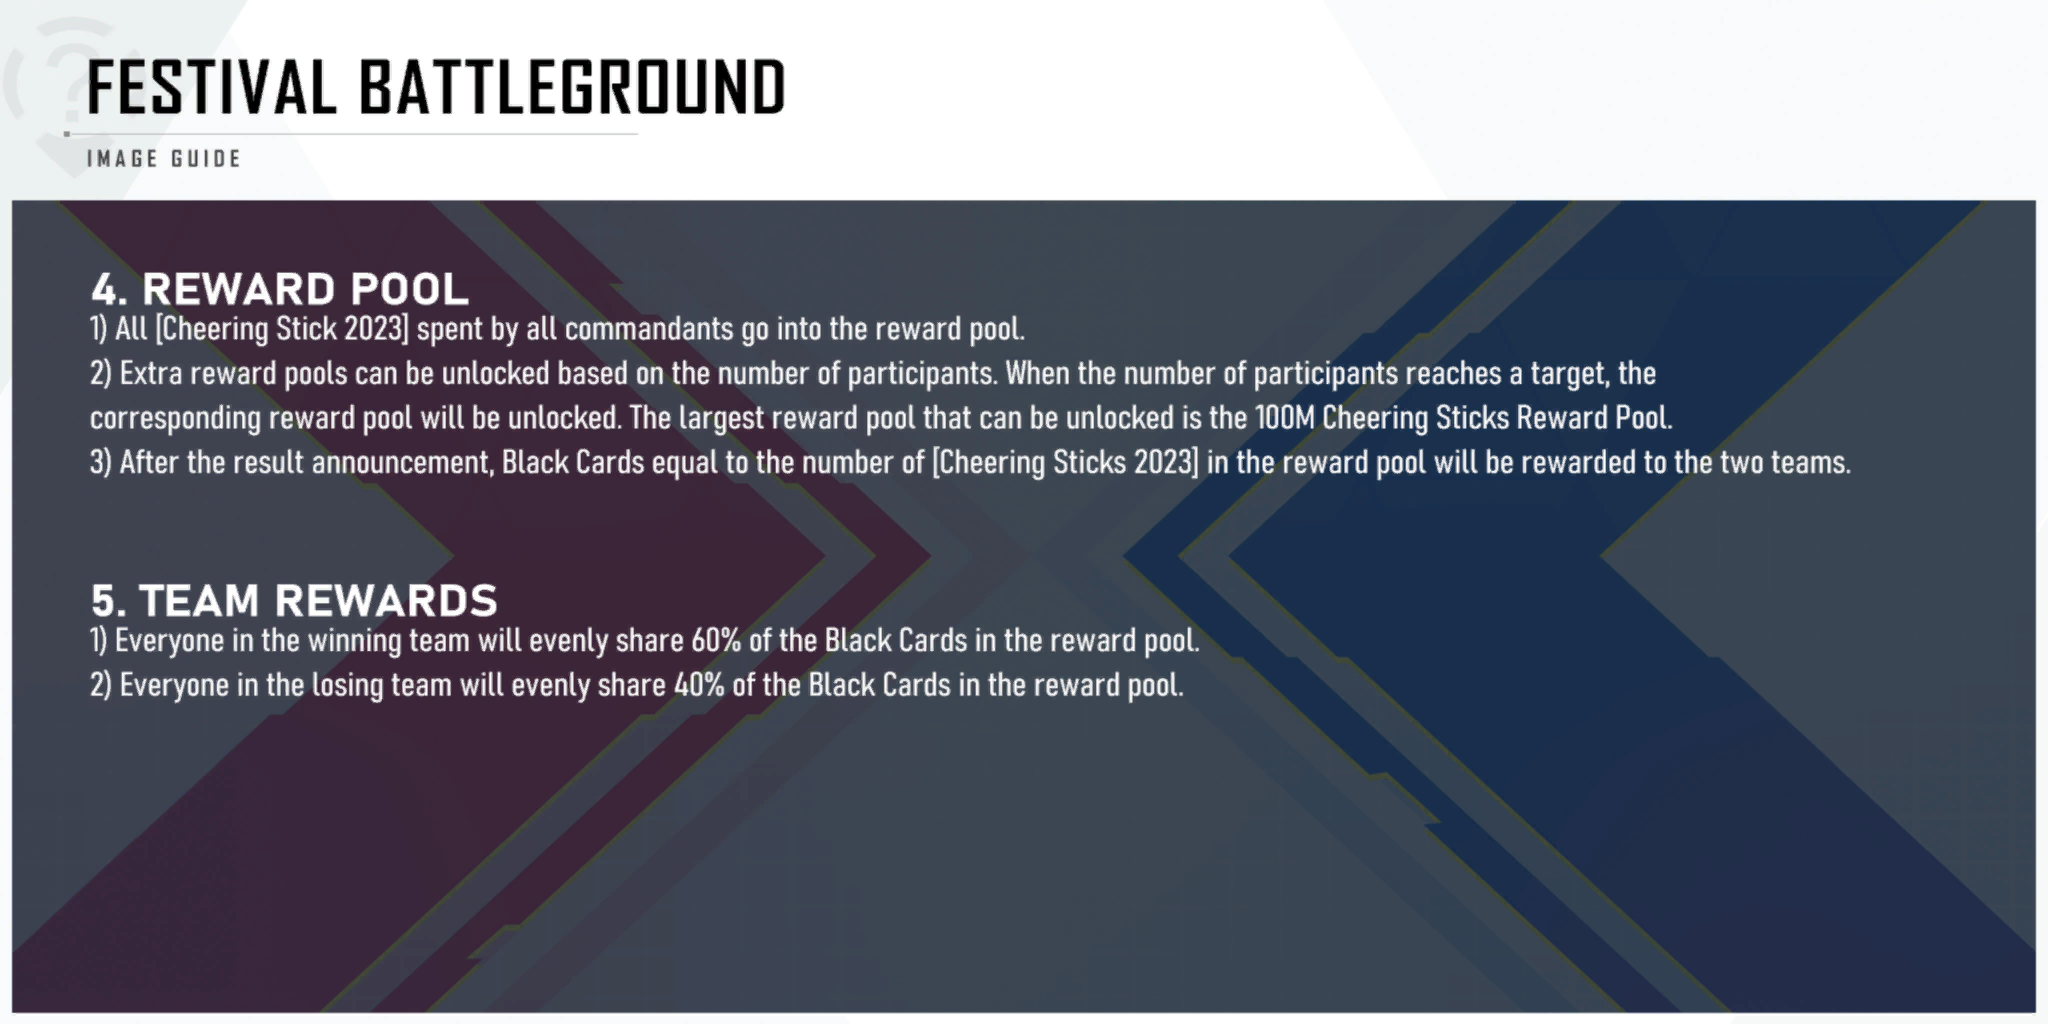 FESTIVAL BATTLEGROUND
IMAGE GUIDE
4. REWARD POOL
1) All [Cheering Stick 2023] spent by all commandants go into the reward pool.
2) Extra reward pools can be unlocked based on the number of participants. When the number of participants reaches a target, the
corresponding reward pool will be unlocked. The largest reward pool that can be unlocked is the 100M Cheering Sticks Reward Pool.
3) After the result announcement, Black Cards equal to the number of [Cheering Sticks 2023] in the reward pool will be rewarded to the two teams.
5. TEAM REWARDS
1) Everyone in the winning team will evenly share 60% of the Black Cards in the reward pool.
2) Everyone in the losing team will evenly share 40% of the Black Cards in the reward pool.